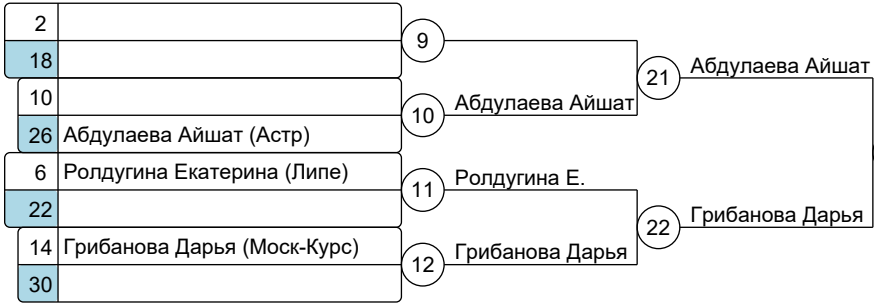 2
18
9
10
26 Абдулаева Айшат (Астр)
10
Абдулаева Айшат
21
Абдулаева Айшат
6 Ролдугина Екатерина (Липе)
22
11
Ролдугина Е.
14 Грибанова Дарья (Моск-Курс)
30
12
Грибанова Дарья
22
Грибанова Дарья